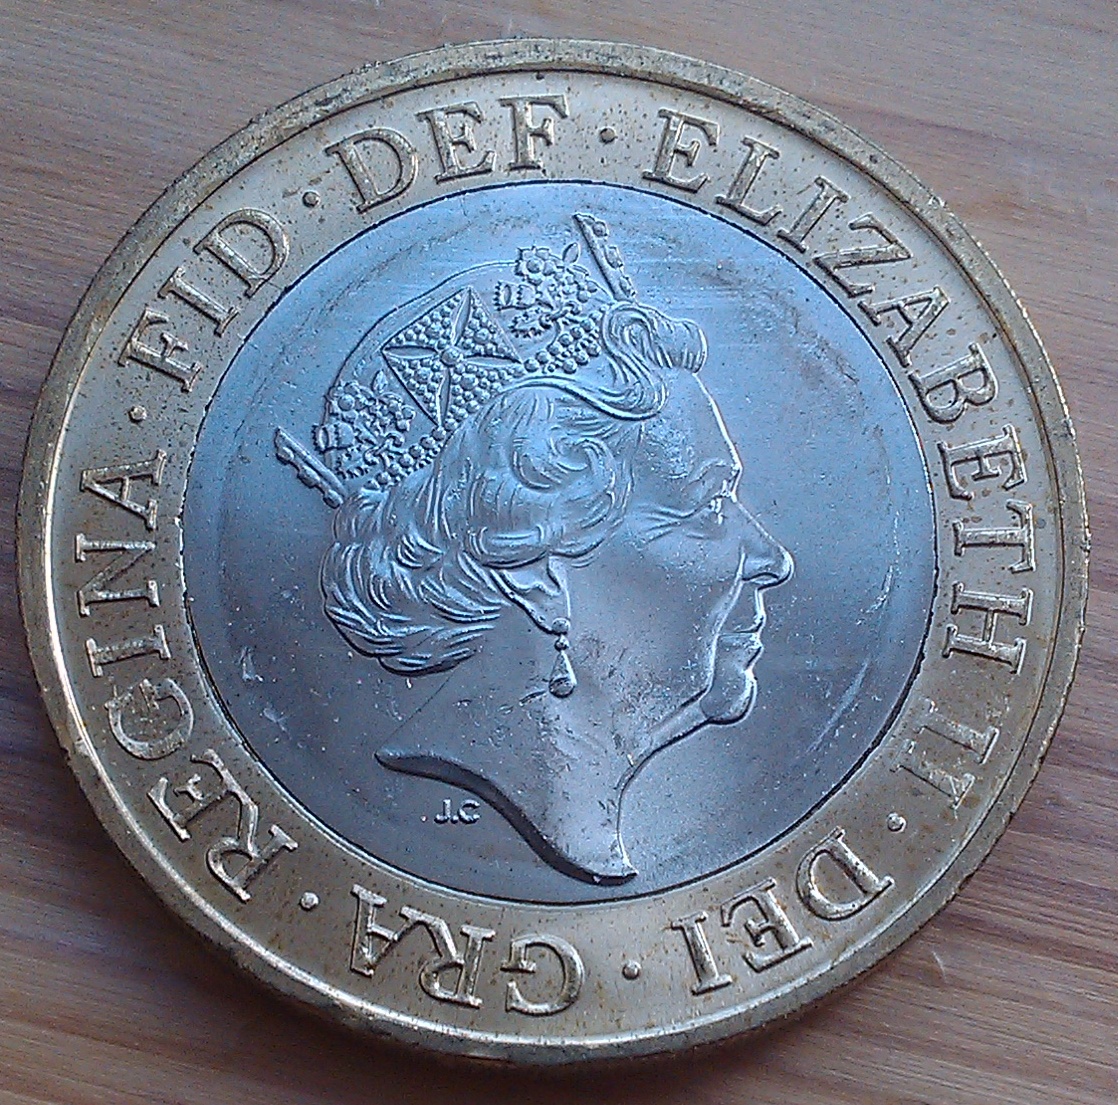 ELIZABETH II · DEI · GRA · REGINA · FID · DEF ·
J.C